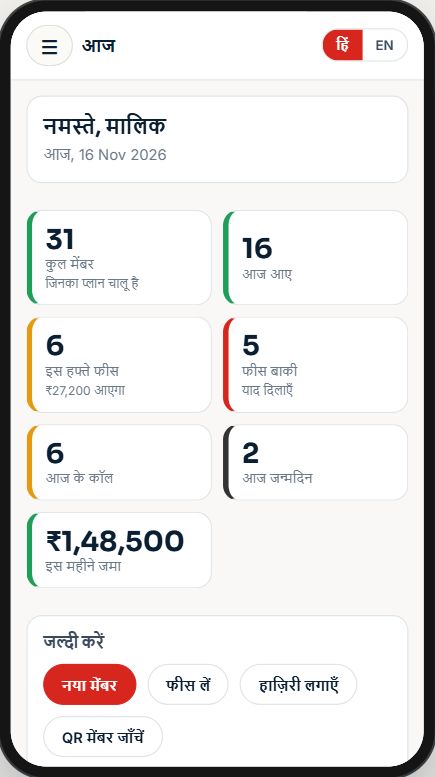 आज
हिं
EN
नमस्ते, मालिक
आज, 16 Nov 2026
31
कुल मेंबर
जिनका प्लान चालू है
16
आज आए
6
इस हफ्ते फीस
₹27,200 आएगा
5
फीस बाकी
याद दिलाएँ
6
आज के कॉल
2
आज जन्मदिन
₹1,48,500
इस महीने जमा
जल्दी करें
नया मेंबर
फीस लें
हाज़िरी लगाएँ
QR मेंबर जाँचें